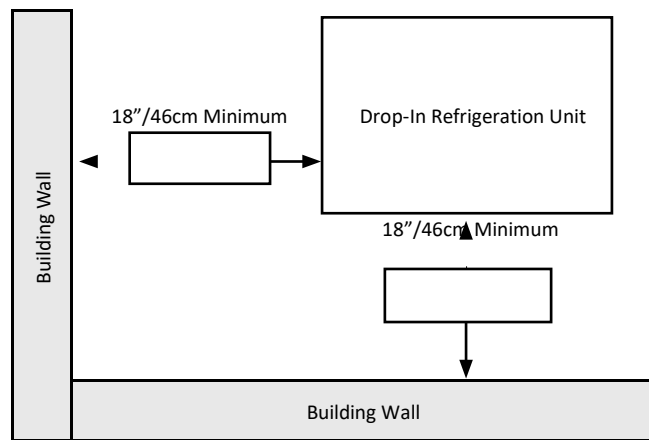 18”/46cm Minimum
Drop-In Refrigeration Unit
18”/46cm Minimum
Building Wall
Building Wall